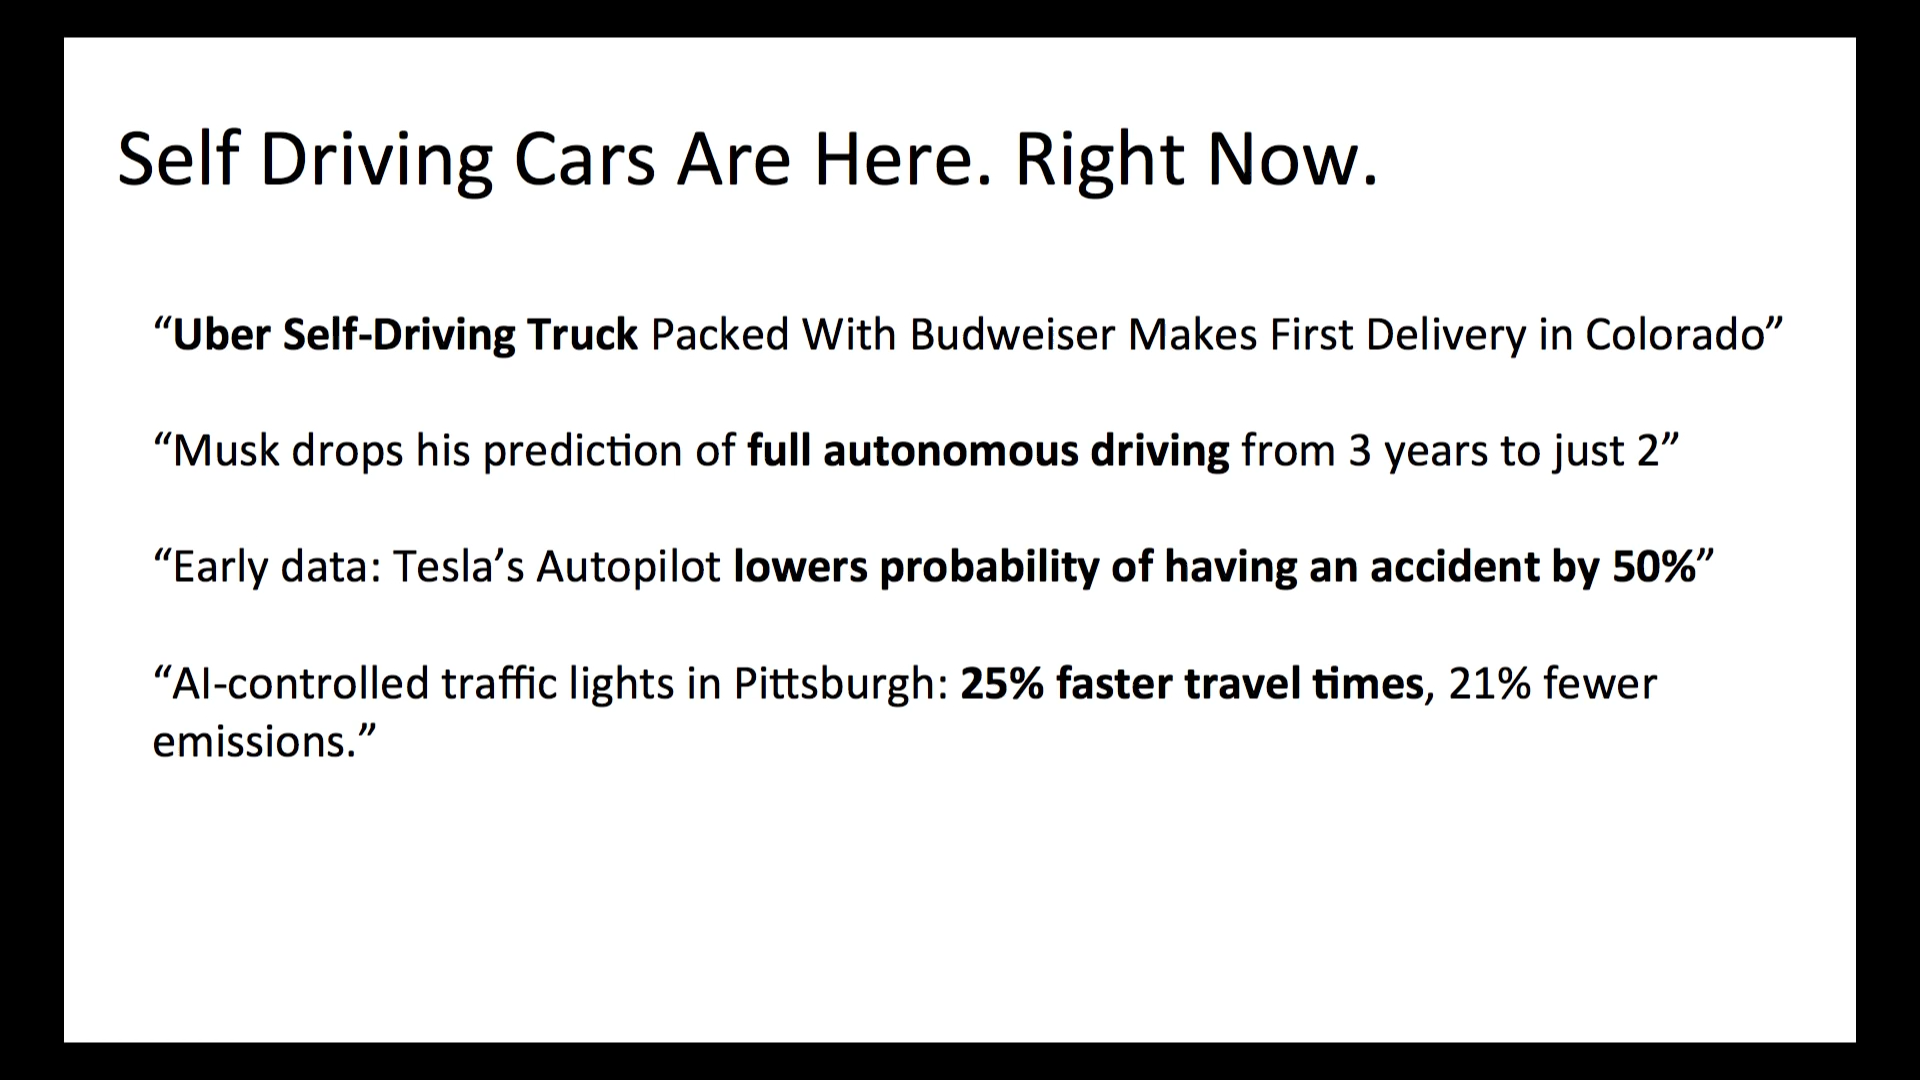 Self Driving Cars Are Here. Right Now.
“Uber Self-Driving Truck Packed With Budweiser Makes First Delivery in Colorado”
“Musk drops his prediction of full autonomous driving from 3 years to just 2”
“Early data: Tesla’s Autopilot lowers probability of having an accident by 50%”
“AI-controlled traffic lights in Pittsburgh: 25% faster travel times, 21% fewer
emissions.”